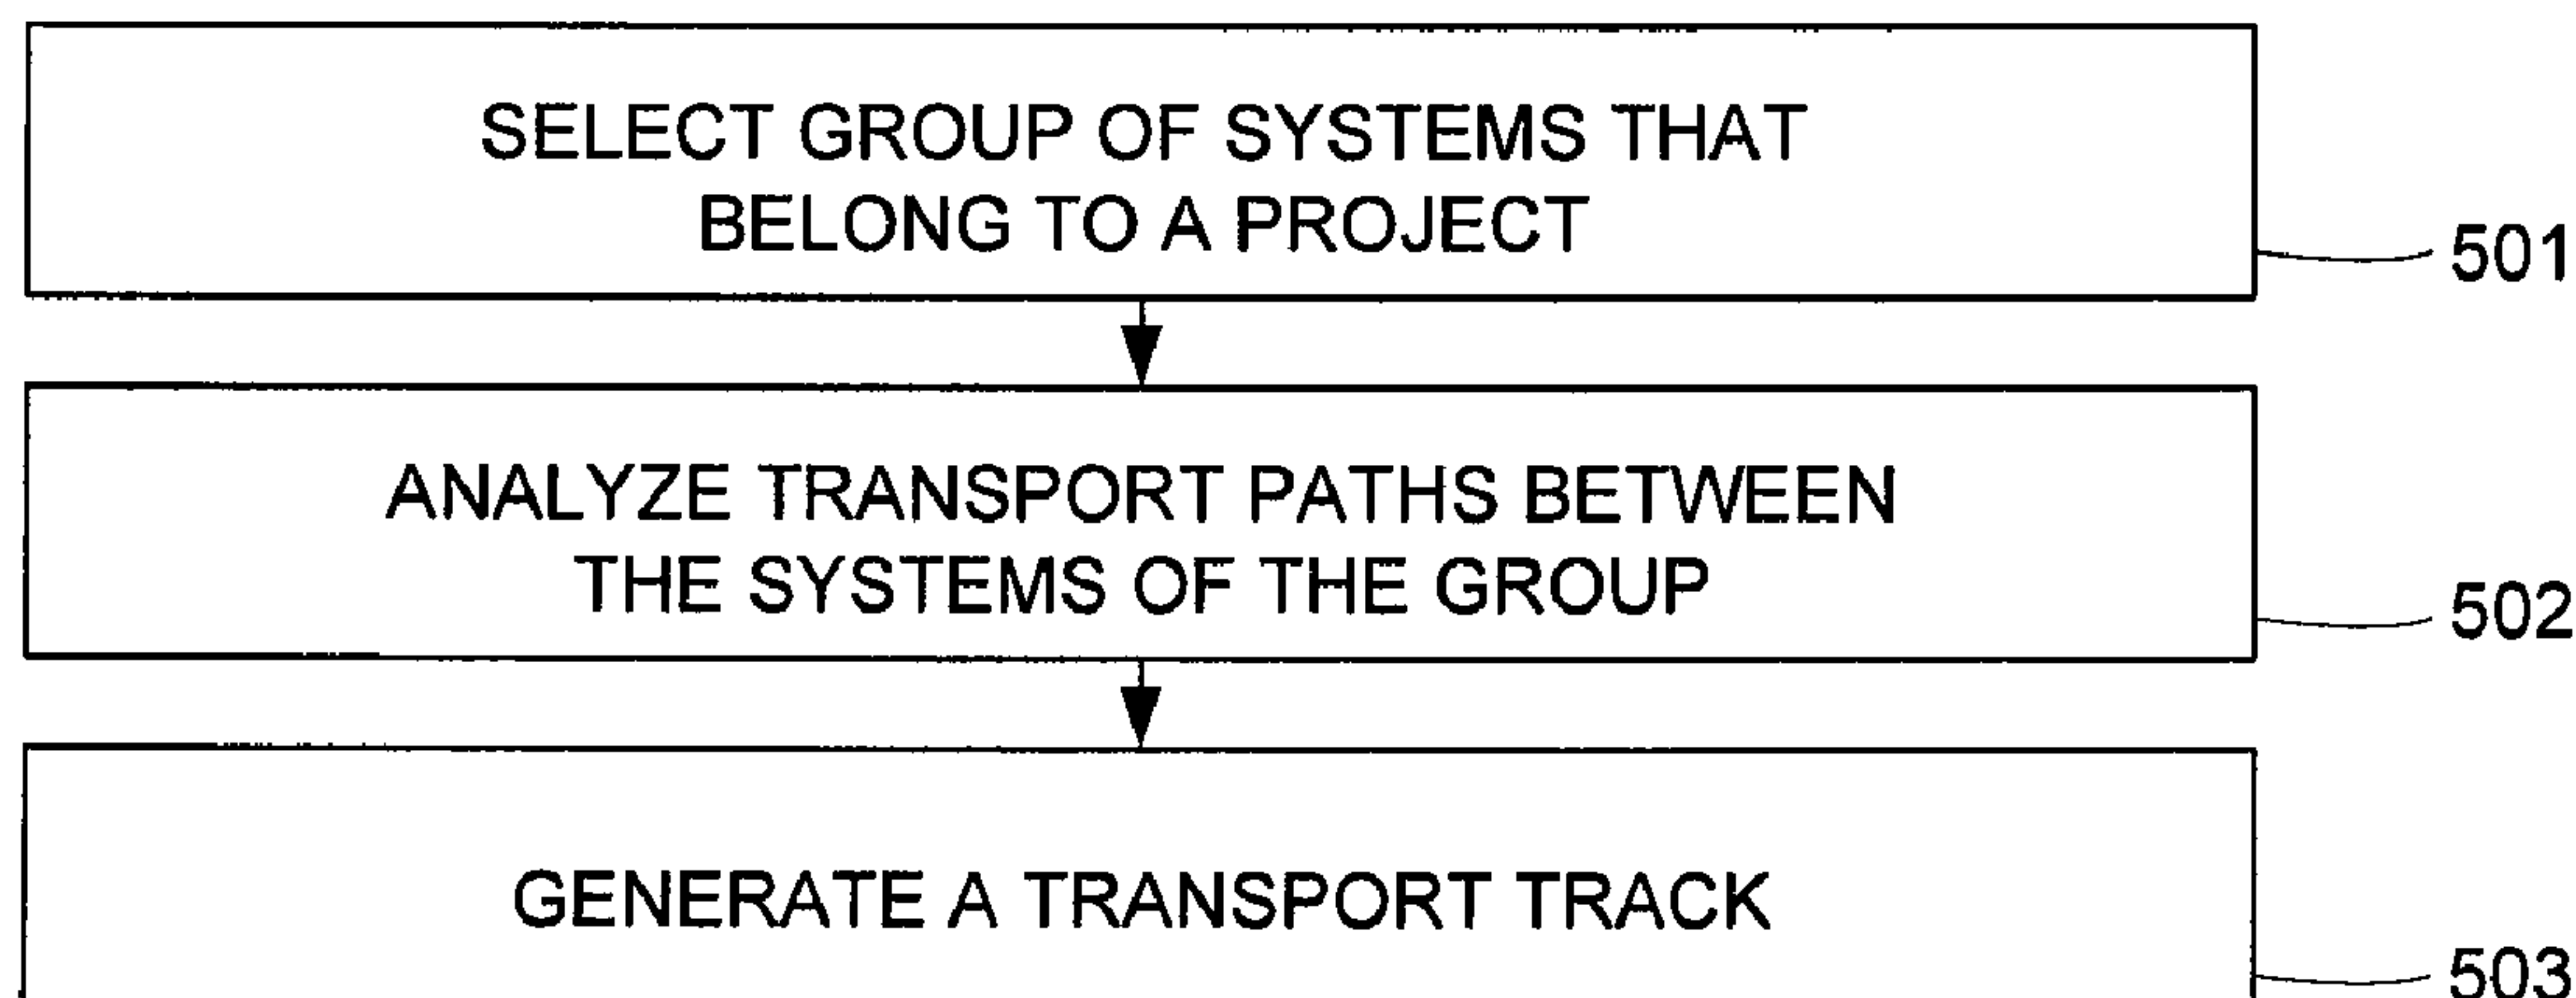 SELECT GROUP OF SYSTEMS THAT
BELONG TO A PROJECT
501
ANALYZE TRANSPORT PATHS BETWEEN
THE SYSTEMS OF THE GROUP
502
GENERATE A TRANSPORT TRACK
503